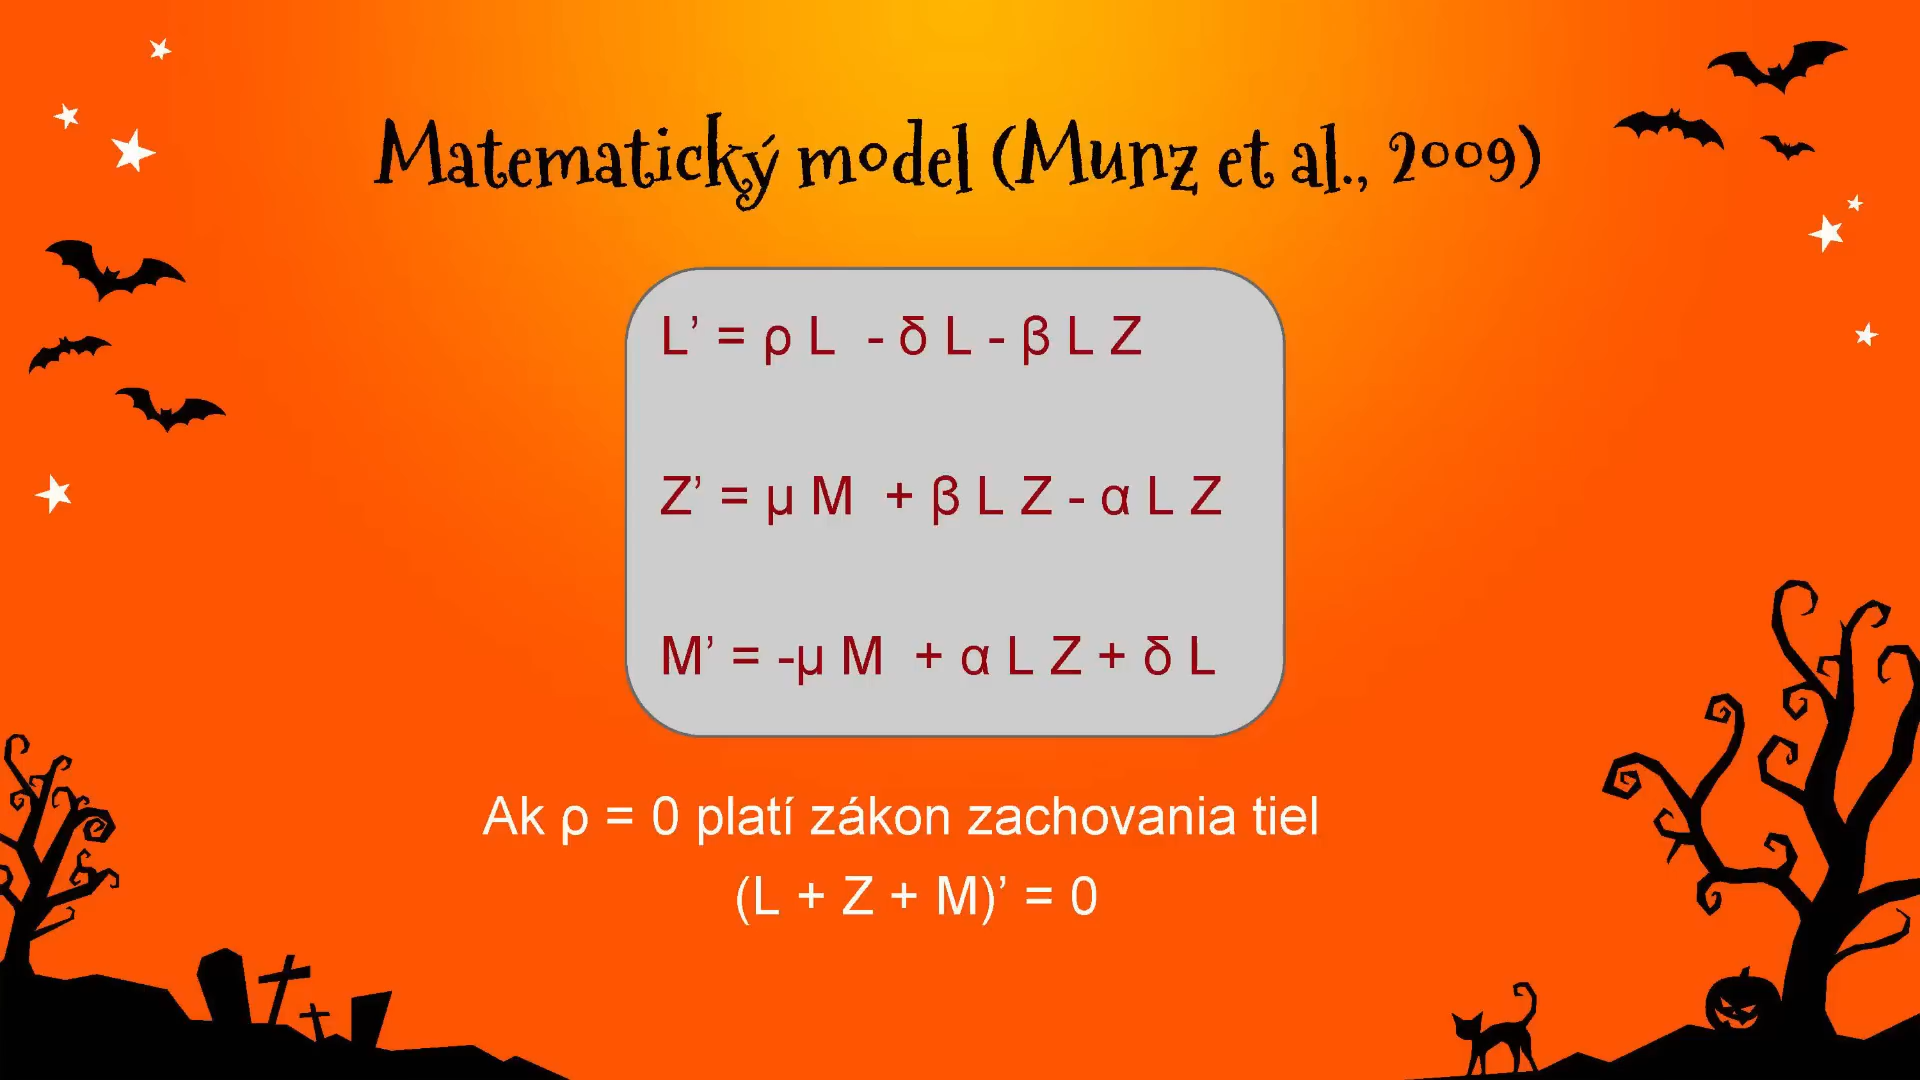 Matematický model (Munz et al., 2009)
L’ = ρ L - δ L - β L Z
Z’ = μ M + β L Z - α L Z
M’ = -μ M + α L Z + δ L
Ak ρ = 0 platí zákon zachovania tiel
(L + Z + M)’ = 0